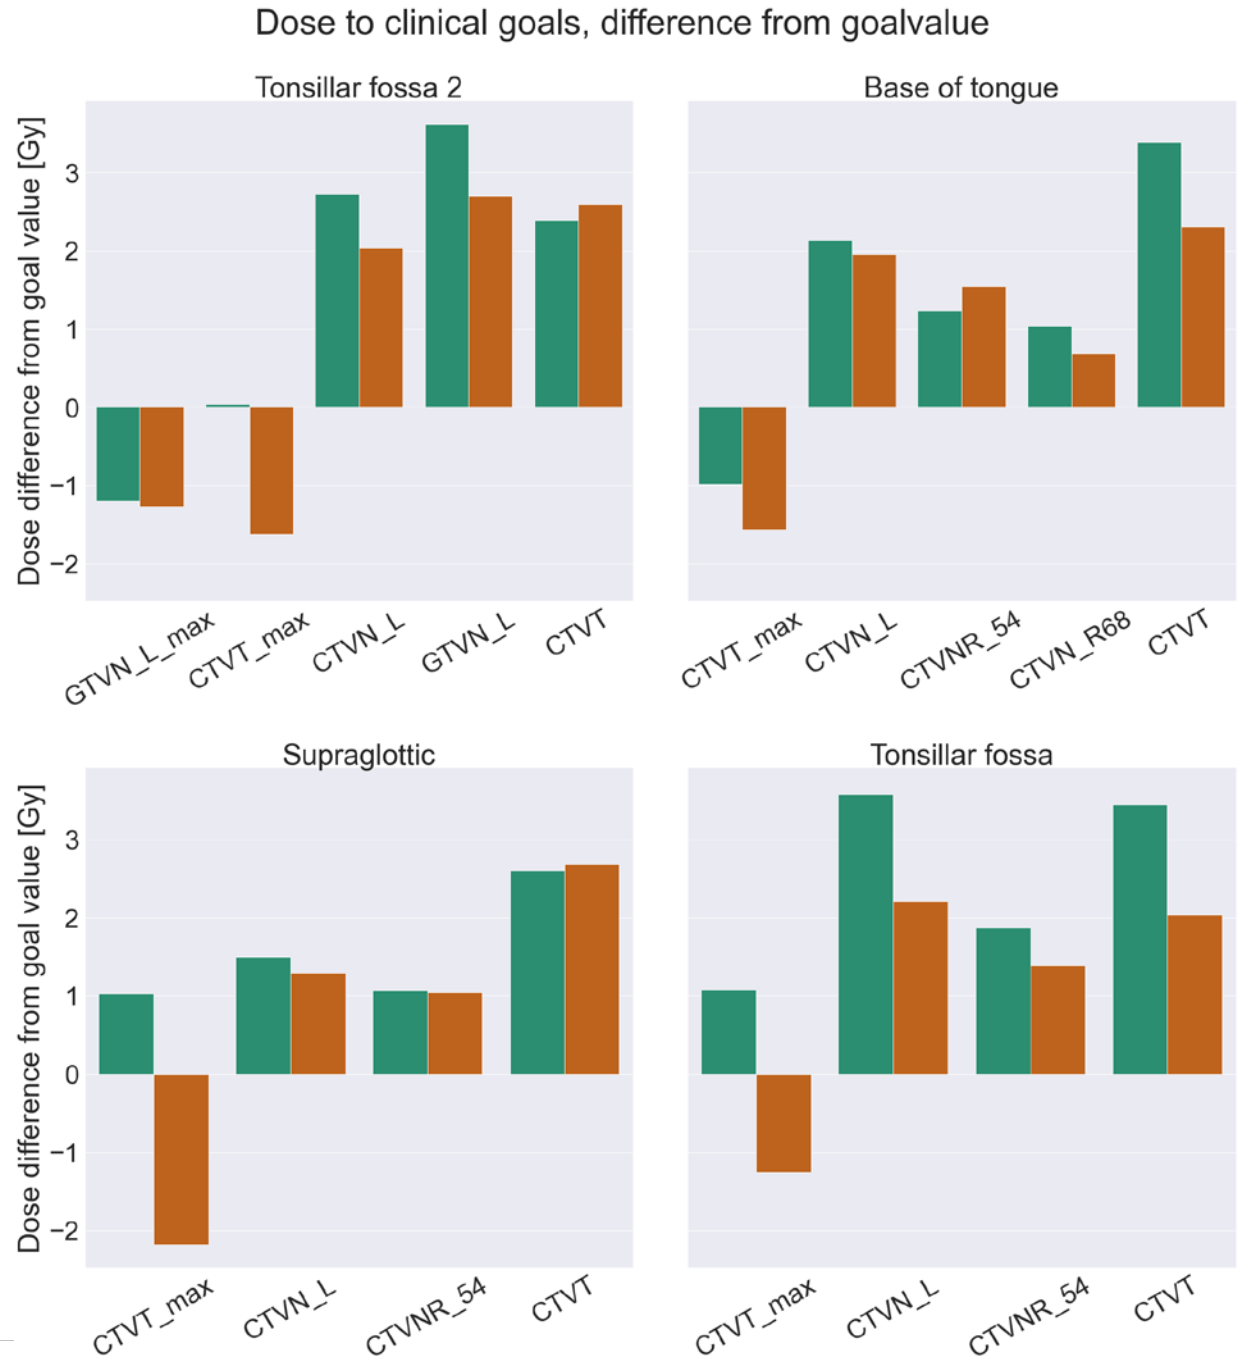 Dose to clinical goals, difference from goalvalue
Tonsillar fossa 2
Dose difference from goal value [Gy]
3
2
1
0
−1
−2
GTVN_L_max
CTVT_max
CTVN_L
GTVN_L
CTVT
Base of tongue
CTVT_max
CTVN_L
CTVNR_54
CTVN_R68
CTVT
Supraglottic
Dose difference from goal value [Gy]
3
2
1
0
−1
−2
CTVT_max
CTVN_L
CTVNR_54
CTVT
Tonsillar fossa
CTVT_max
CTVN_L
CTVNR_54
CTVT